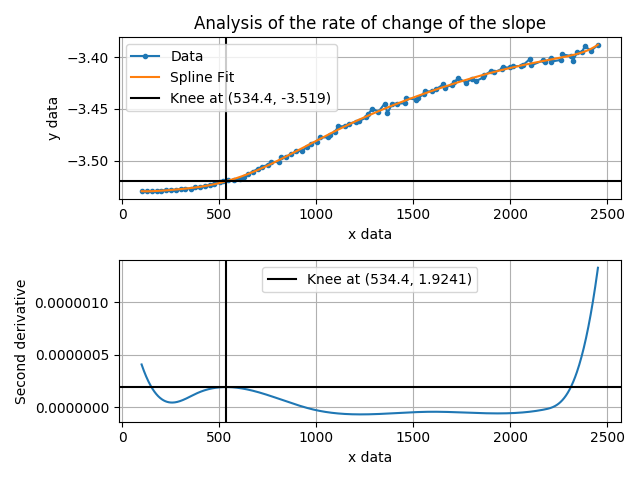 Analysis of the rate of change of the slope
Data
Spline Fit
Knee at (534.4, -3.519)
−3.40
−3.45
−3.50
y data
0
500
1000
1500
2000
2500
x data
Knee at (534.4, 1.9241)
0.0000010
0.0000005
0.0000000
Second derivative
0
500
1000
1500
2000
2500
x data